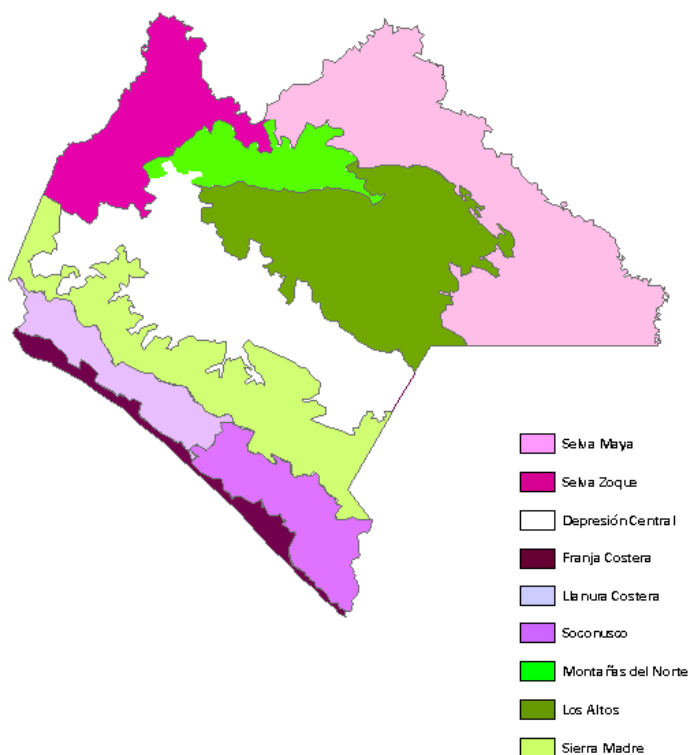 Selva Maya
Selva Zoque
Depresión Central
Franja Costera
Llanura Costera
Soconusco
Montañas del Norte
Los Altos
Sierra Madre